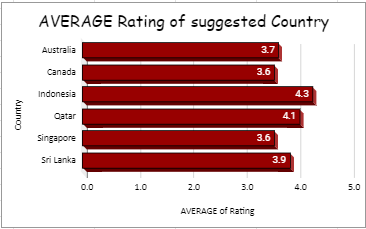 AVERAGE Rating of suggested Country
Country
Australia 3.7
Canada 3.6
Indonesia 4.3
Qatar 4.1
Singapore 3.6
Sri Lanka 3.9
0.0 1.0 2.0 3.0 4.0 5.0
AVERAGE of Rating